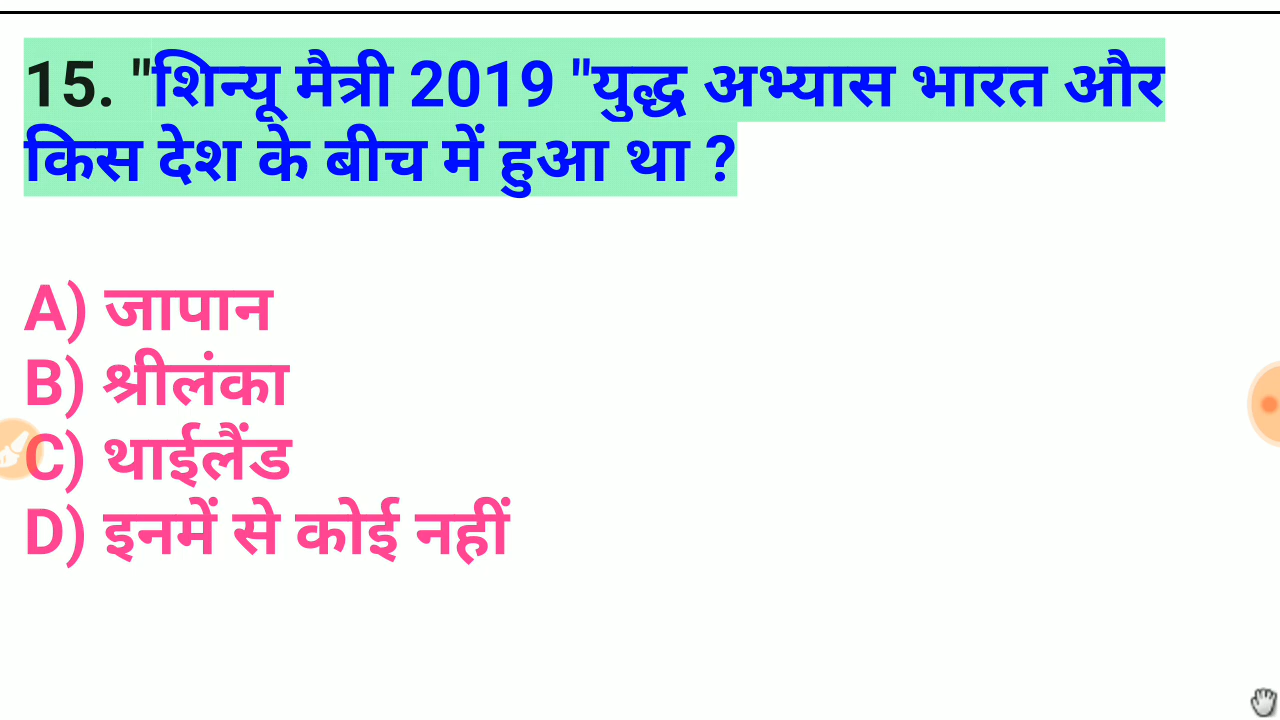 15. "शिन्यू मैत्री 2019 "युद्ध अभ्यास भारत और
किस देश के बीच में हुआ था ?
A) जापान
B) श्रीलंका
C) थाईलैंड
D) इनमें से कोई नहीं